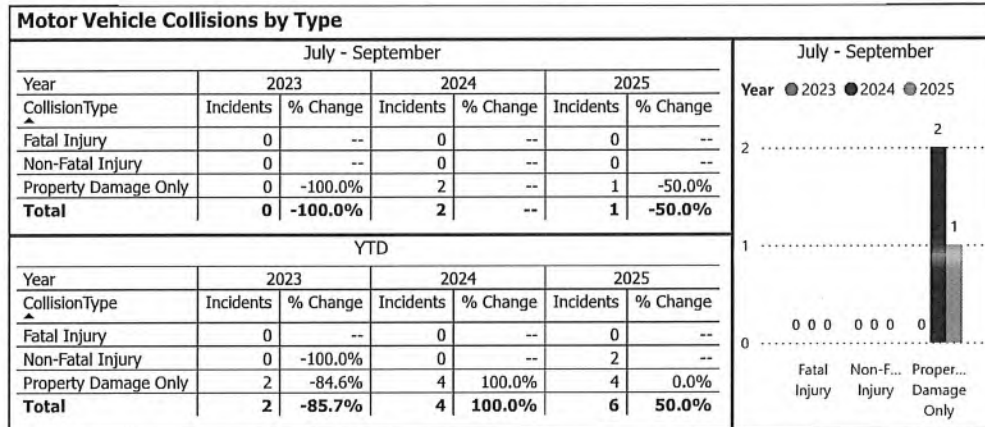 Motor Vehicle Collisions by Type
July - September
Year 2023 2024 2025
CollisionType Incidents % Change Incidents % Change Incidents % Change
Fatal Injury 0 -- 0 -- 0 --
Non-Fatal Injury 0 -- 0 -- 0 --
Property Damage Only 0 -100.0% 2 -- 1 -50.0%
Total 0 -100.0% 2 -- 1 -50.0%
YTD
Year 2023 2024 2025
CollisionType Incidents % Change Incidents % Change Incidents % Change
Fatal Injury 0 -- 0 -- 0 --
Non-Fatal Injury 0 -100.0% 0 -- 2 --
Property Damage Only 2 -84.6% 4 100.0% 4 0.0%
Total 2 -85.7% 4 100.0% 6 50.0%
July - September
Year 2023 2024 2025
2
2
1
1
0 0 0 0 0 0 0
0
Fatal Non-F... Proper...
Injury Injury Damage
Only